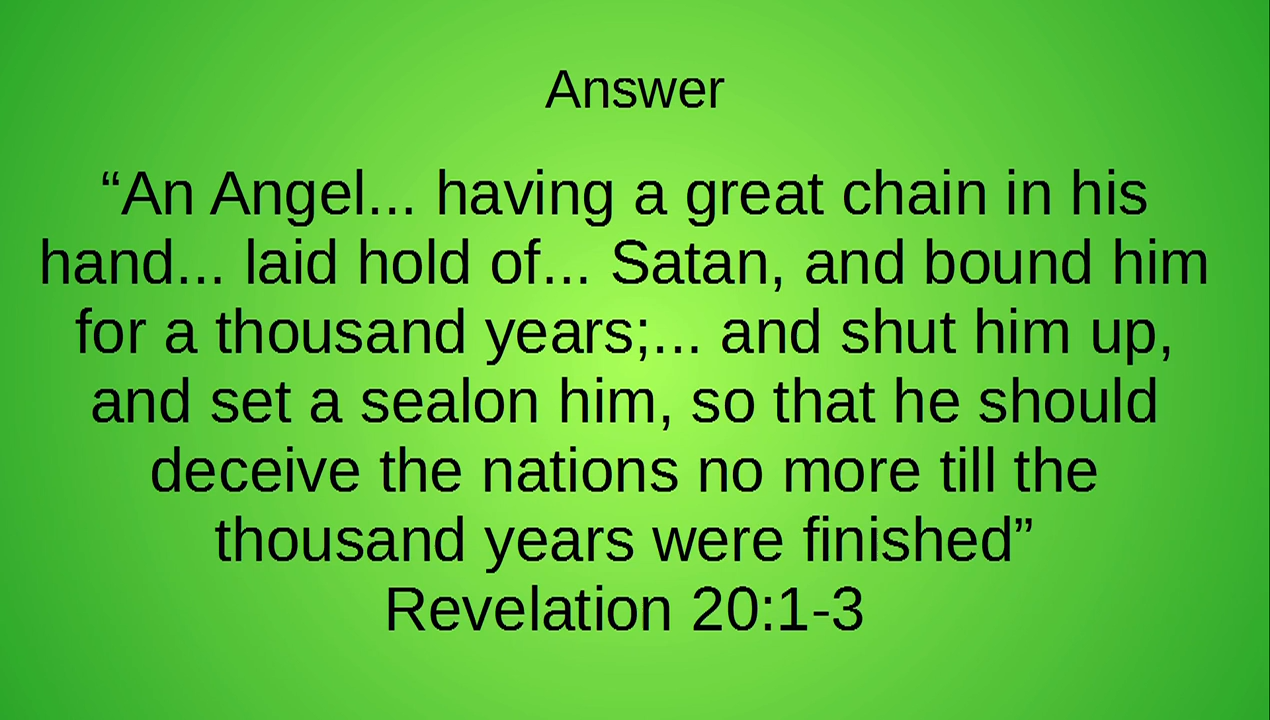 Answer
“An Angel... having a great chain in his
hand... laid hold of... Satan, and bound him
for a thousand years;... and shut him up,
and set a sealon him, so that he should
deceive the nations no more till the
thousand years were finished”
Revelation 20:1-3